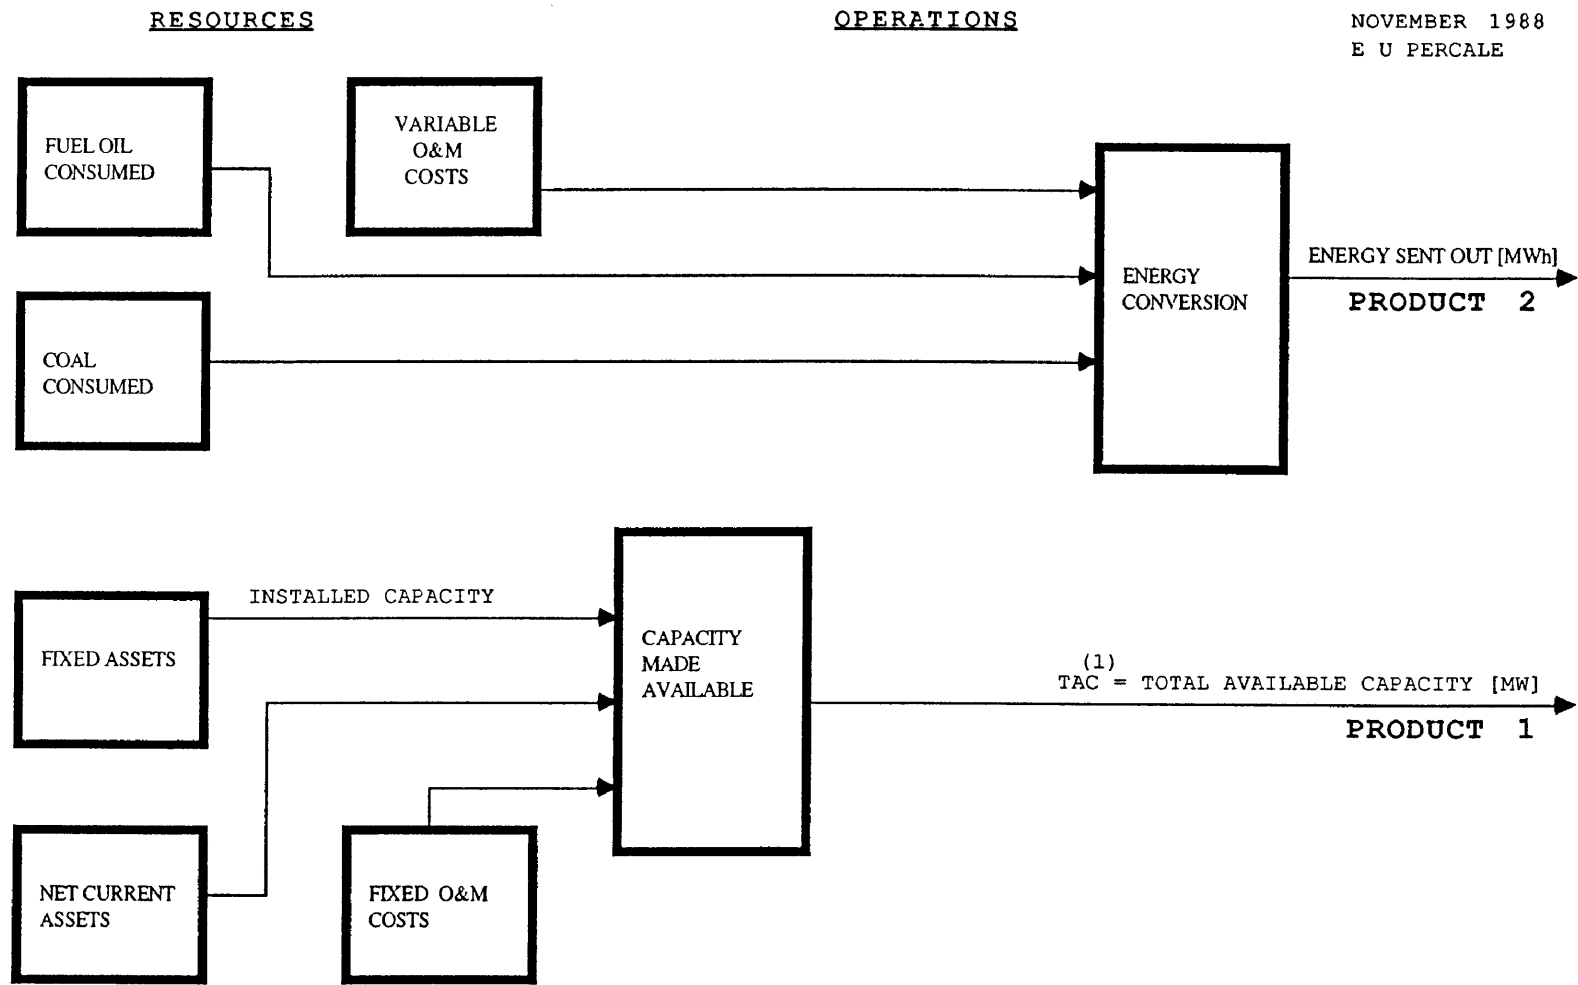 RESOURCES
OPERATIONS
NOVEMBER 1988
E U PERCALE
FUEL OIL
CONSUMED
VARIABLE
O&M
COSTS
ENERGY
CONVERSION
ENERGY SENT OUT [MWh]
PRODUCT 2
COAL
CONSUMED
INSTALLED CAPACITY
FIXED ASSETS
CAPACITY
MADE
AVAILABLE
(1)
TAC = TOTAL AVAILABLE CAPACITY [MW]
PRODUCT 1
NET CURRENT
ASSETS
FIXED O&M
COSTS